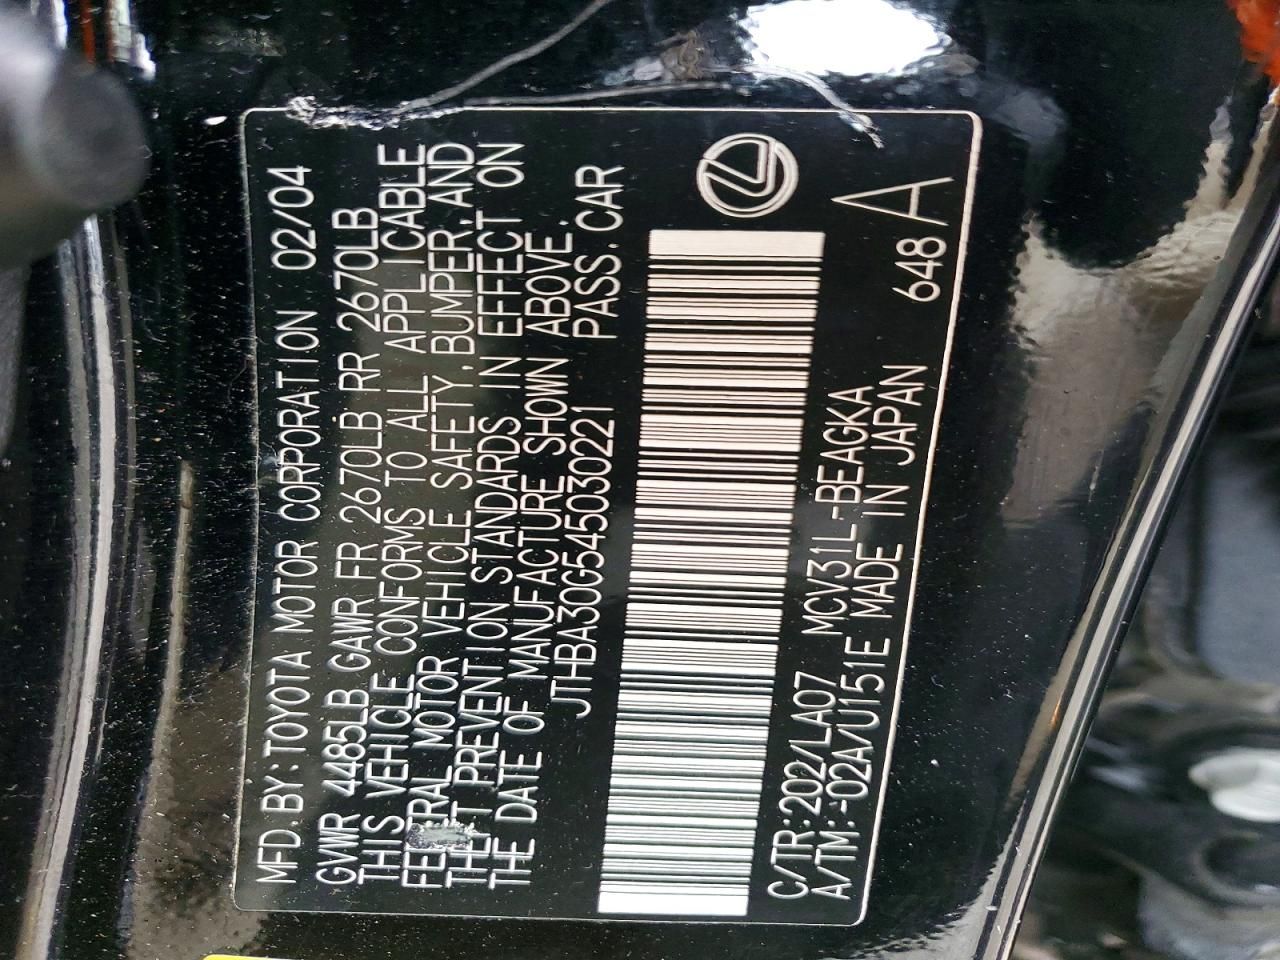 MFD. BY: TOYOTA MOTOR CORPORATION 02/04
GVWR 4485LB GAWR FR 2670LB RR 2670LB
THIS VEHICLE CONFORMS TO ALL APPLICABLE
FEDERAL MOTOR VEHICLE SAFETY, BUMPER, AND
THEFT PREVENTION STANDARDS IN EFFECT ON
THE DATE OF MANUFACTURE SHOWN ABOVE.
JTHBA30G545030221 PASS. CAR
C/TR: 202/LA07 MCV31L-BEAGKA
A/TM: -02A/U151E MADE IN JAPAN 648 A